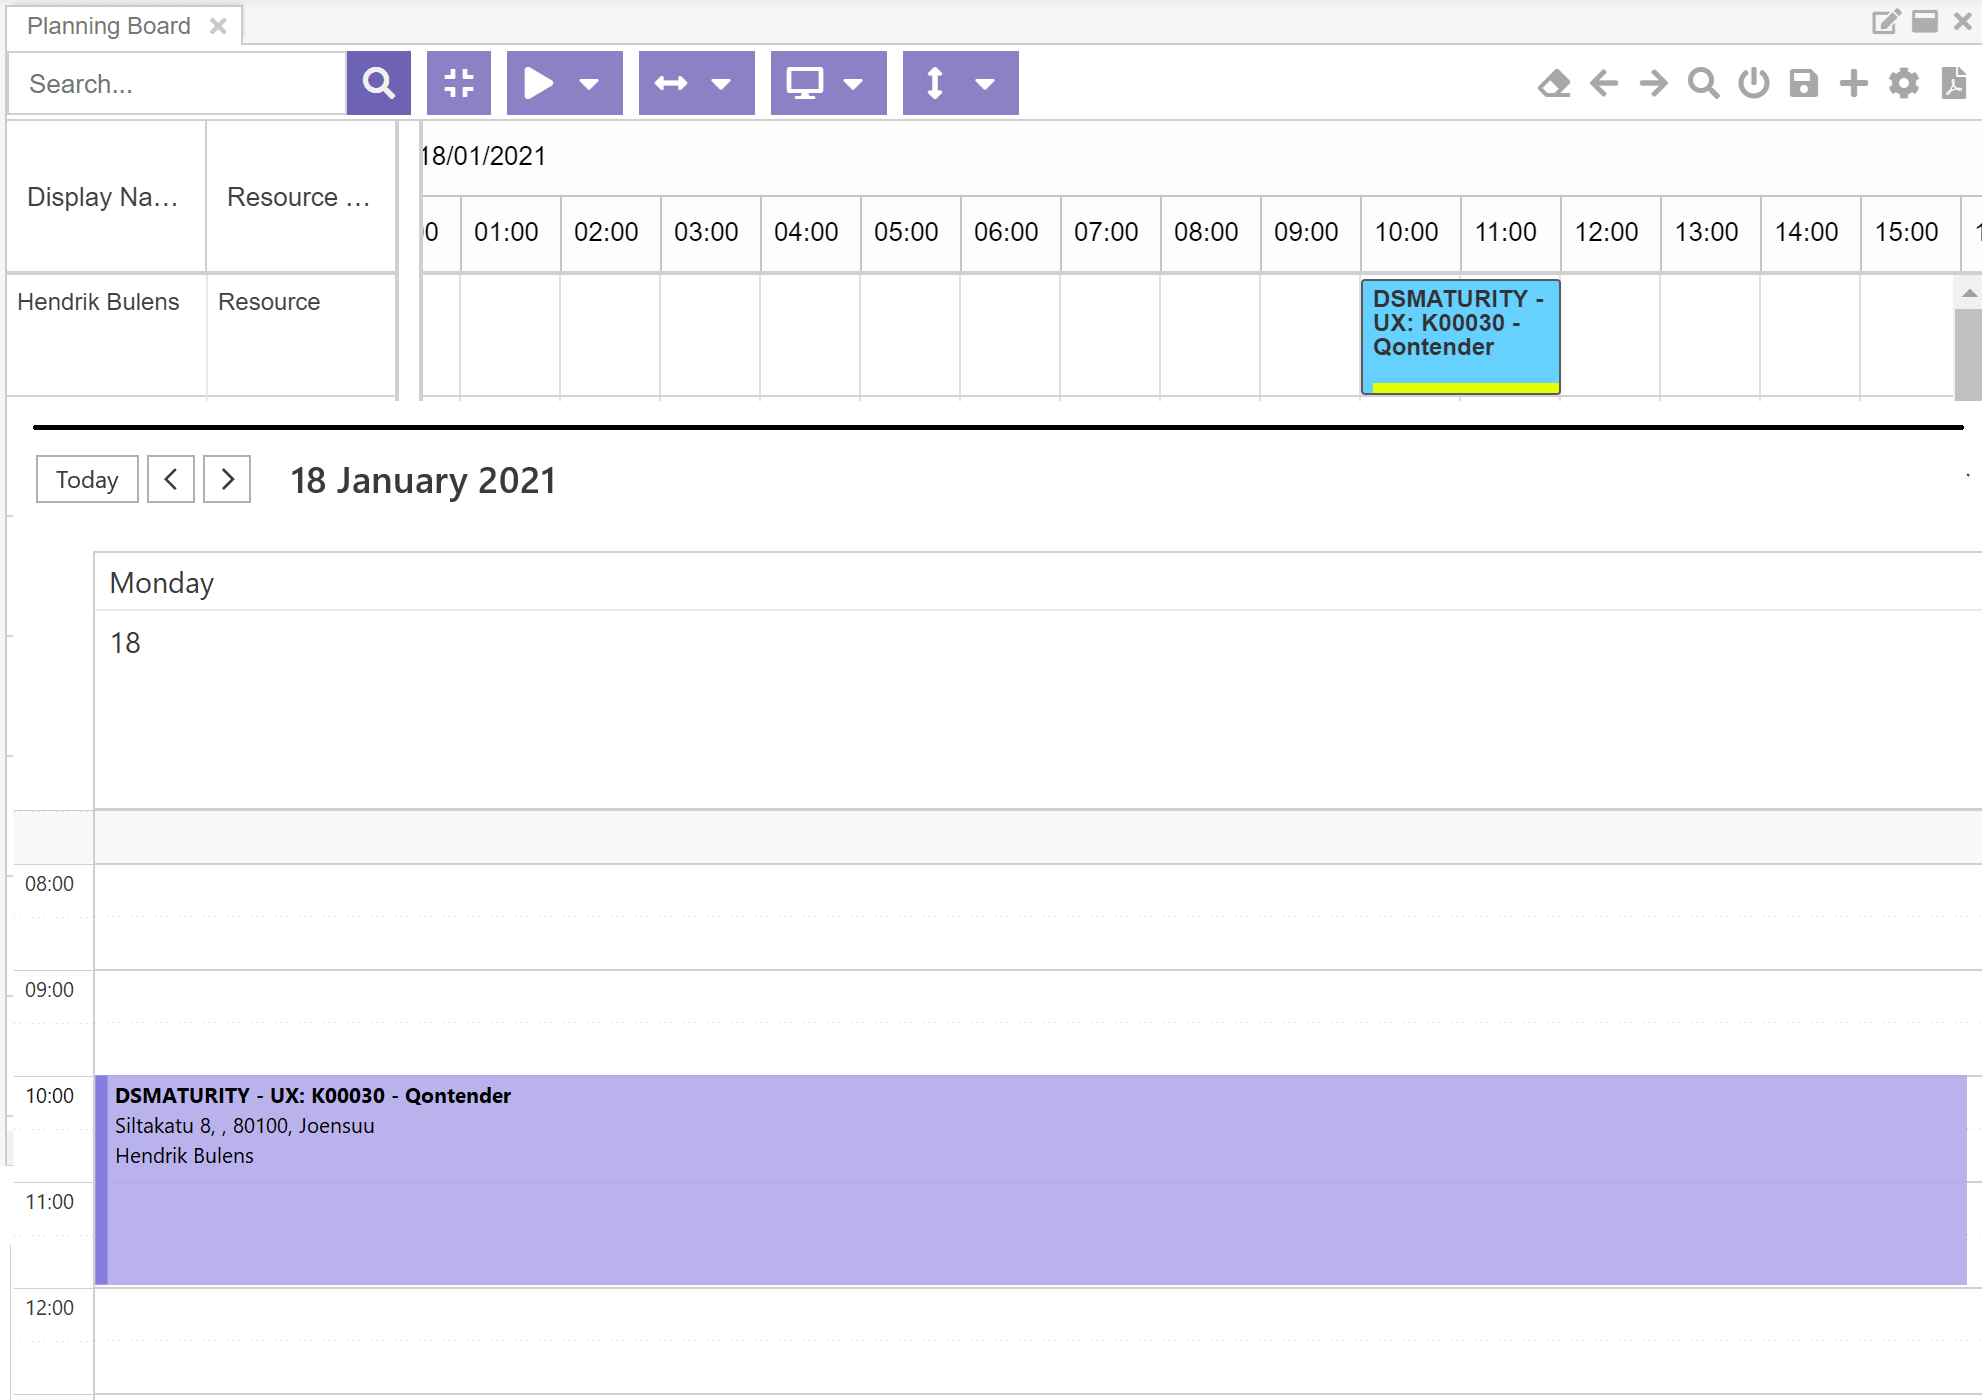 Planning Board
Search...
Display Na...
Resource ...
18/01/2021
01:00
02:00
03:00
04:00
05:00
06:00
07:00
08:00
09:00
10:00
11:00
12:00
13:00
14:00
15:00
Hendrik Bulens
Resource
DSMATURITY -
UX: K00030 -
Qontender
Today
18 January 2021
Monday
18
08:00
09:00
10:00
DSMATURITY - UX: K00030 - Qontender
Siltakatu 8, , 80100, Joensuu
Hendrik Bulens
11:00
12:00